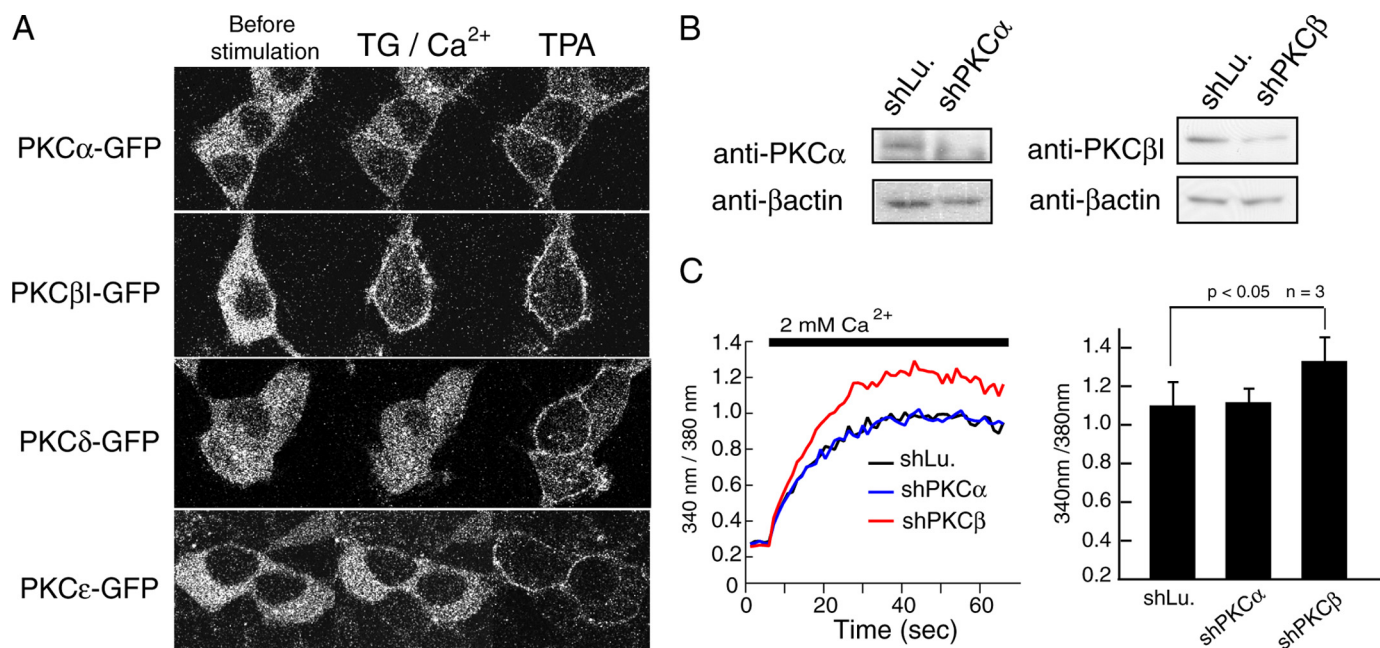 A
Before
stimulation
TG / Ca²⁺
TPA
PKCα-GFP
PKCβI-GFP
PKCδ-GFP
PKCε-GFP
B
shLu.
shPKCα
anti-PKCα
anti-βactin
shLu.
shPKCβ
anti-PKCβI
anti-βactin
C
2 mM Ca ²⁺
340 nm / 380 nm
1.4
1.2
1.0
0.8
0.6
0.4
0.2
0
0
20
40
60
Time (sec)
shLu.
shPKCα
shPKCβ
p < 0.05 n = 3
340nm /380nm
1.4
1.2
1.0
0.8
0.6
0.4
0.2
shLu.
shPKCα
shPKCβ